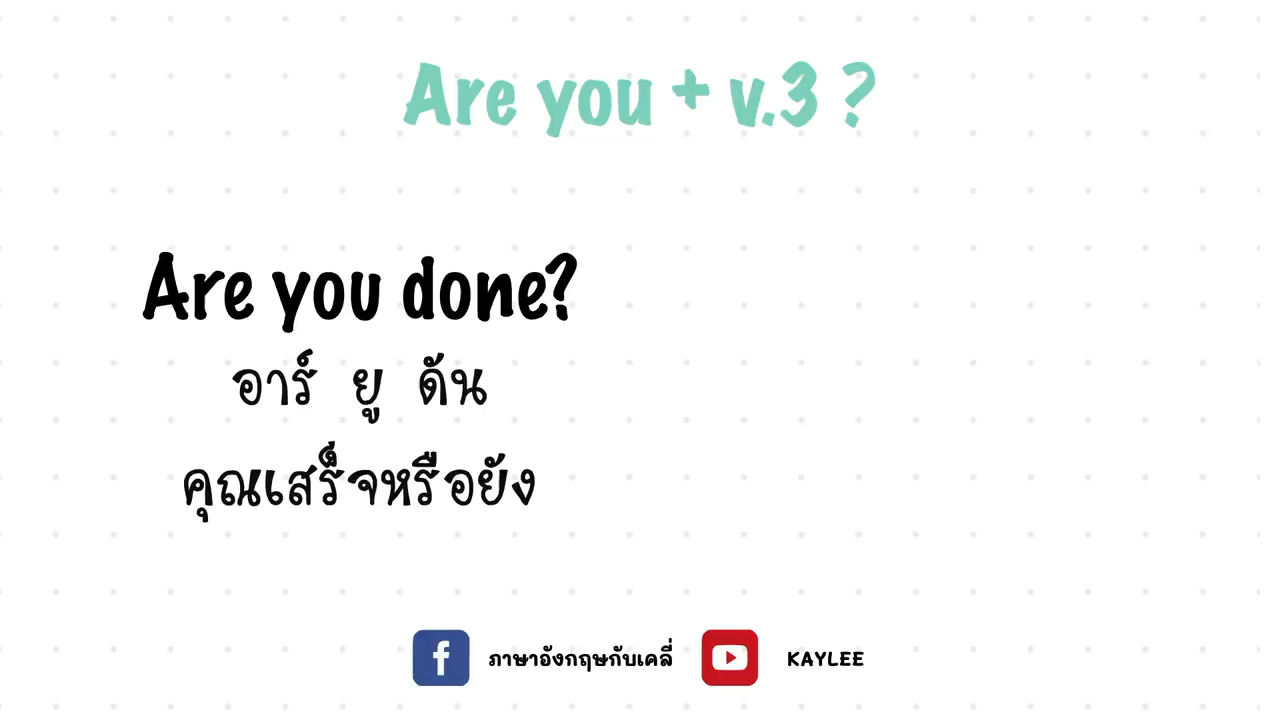 Are you + v.3 ?
Are you done?
อาร์ ยู ดัน
คุณเสร็จหรือยัง
ภาษาอังกฤษกับเคลี่ KAYLEE